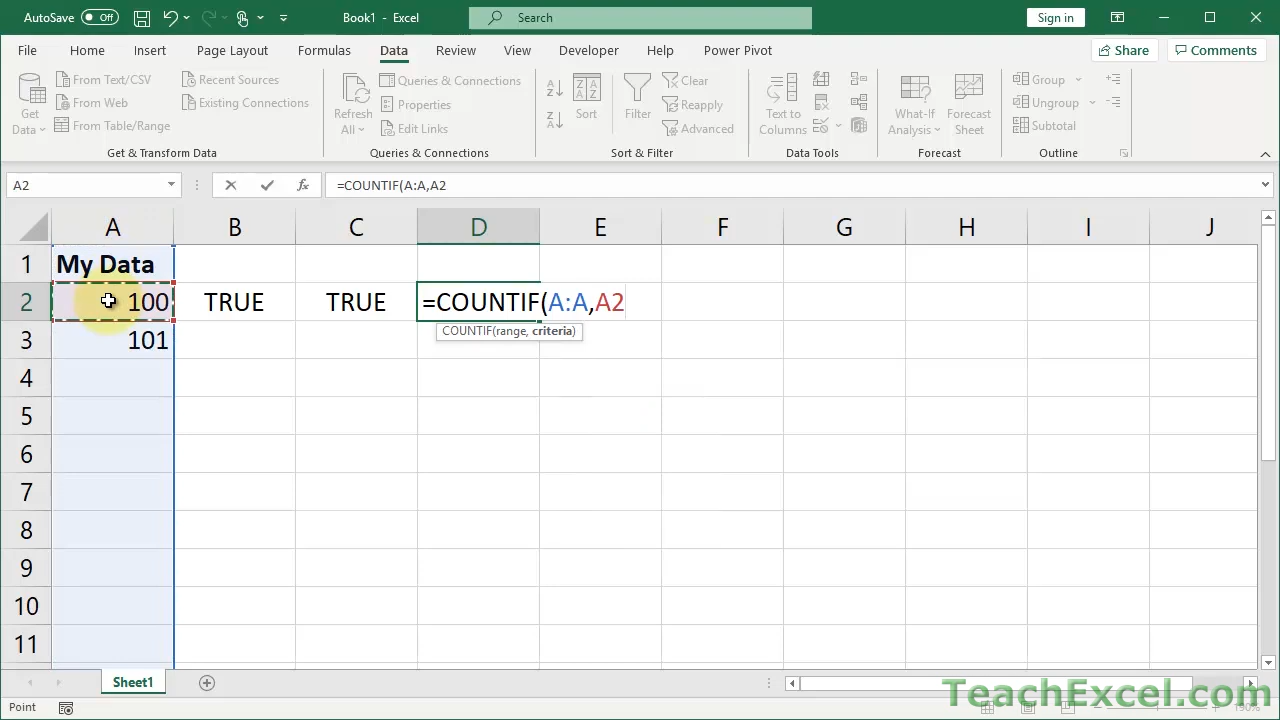 AutoSave Off Book1 - Excel Search Sign in
File Home Insert Page Layout Formulas Data Review View Developer Help Power Pivot Share Comments
Get Data
From Text/CSV
From Web
From Table/Range
Recent Sources
Existing Connections
Get & Transform Data
Refresh All
Queries & Connections
Properties
Edit Links
Queries & Connections
Sort
Filter
Clear
Reapply
Advanced
Sort & Filter
Text to Columns
Data Tools
What-If Analysis
Forecast Sheet
Forecast
Group
Ungroup
Subtotal
Outline
A2 fx =COUNTIF(A:A,A2
A B C D E F G H I J
1 My Data
2 100 TRUE TRUE =COUNTIF(A:A,A2
COUNTIF(range, criteria)
3 101
4
5
6
7
8
9
10
11
Sheet1
TeachExcel.com
Point 190%